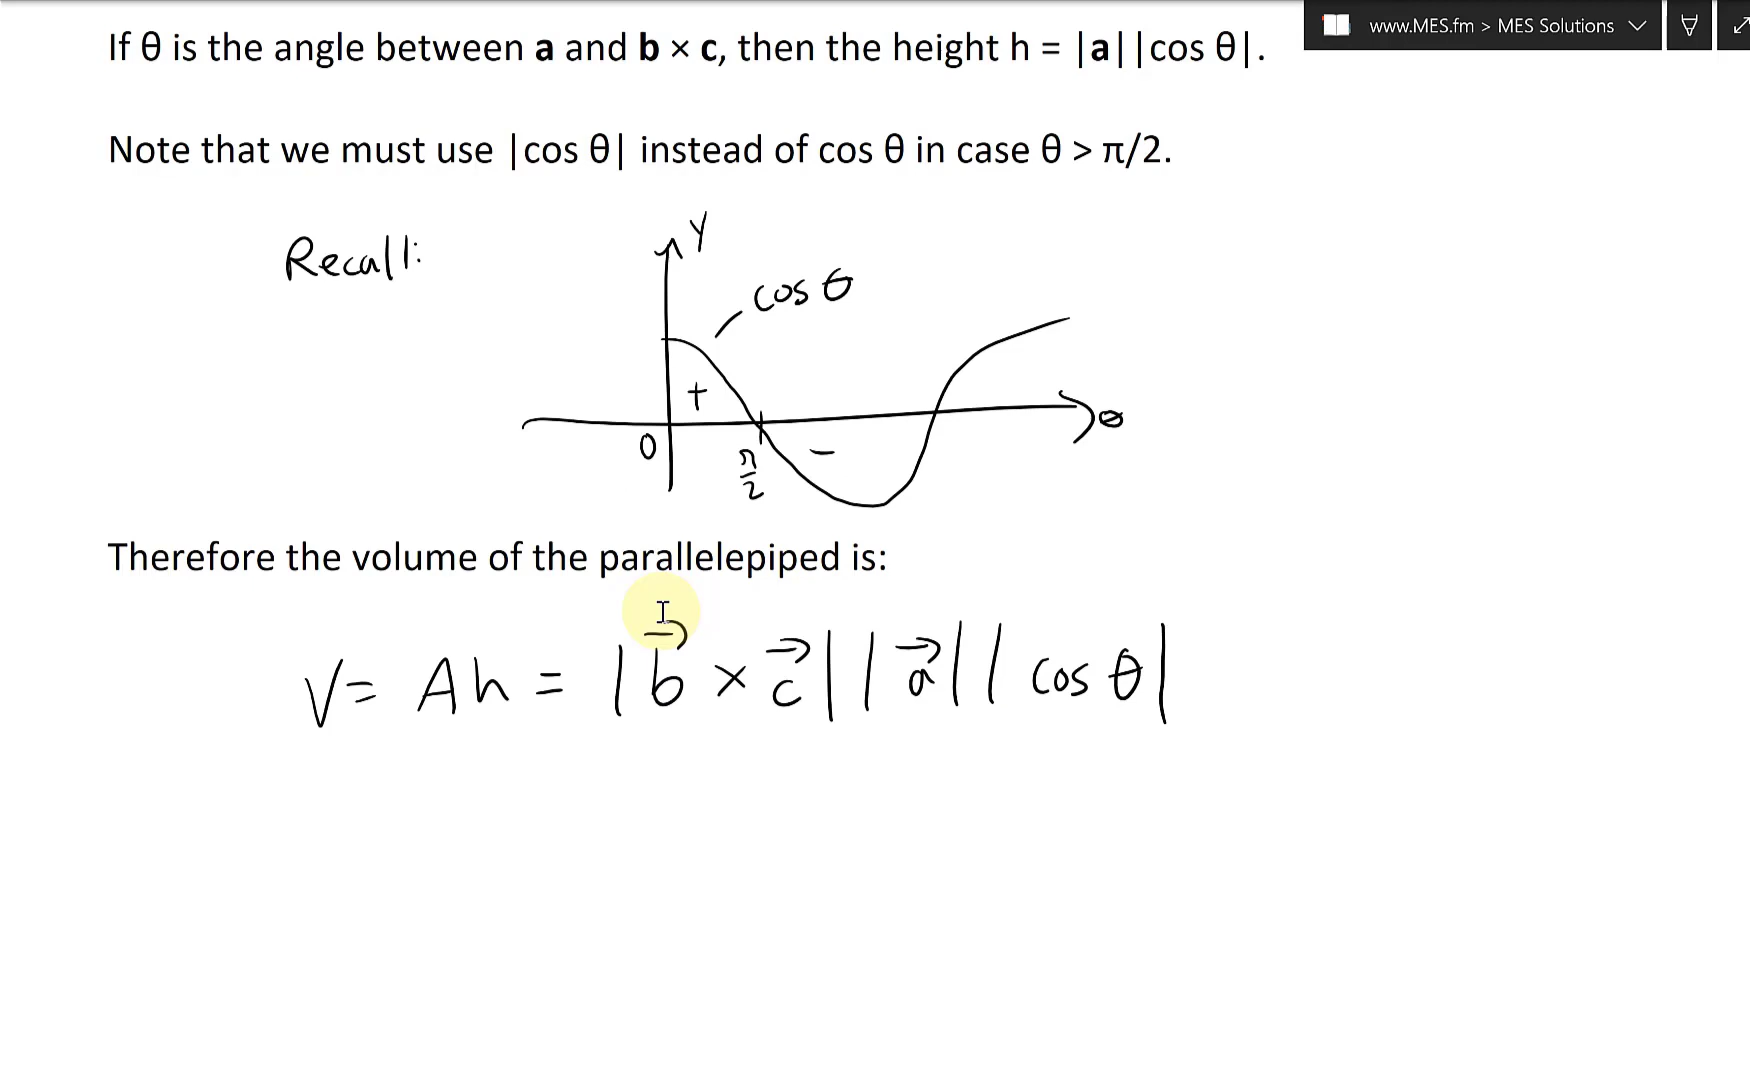 www.MES.fm > MES Solutions
If θ is the angle between a and b × c, then the height h = |a||cos θ|.
Note that we must use |cos θ| instead of cos θ in case θ > π/2.
Recall:
y
cos θ
+
θ
0
π/2
−
Therefore the volume of the parallelepiped is:
V = Ah = |b⃗ × c⃗||a⃗||cos θ|